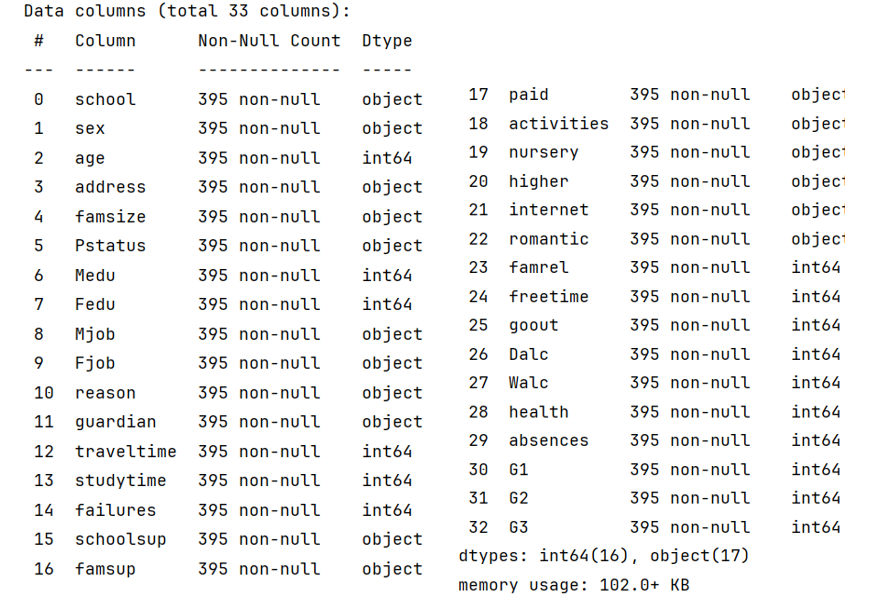 Data columns (total 33 columns):
# Column Non-Null Count Dtype
--- ------ -------------- -----
0 school 395 non-null object
1 sex 395 non-null object
2 age 395 non-null int64
3 address 395 non-null object
4 famsize 395 non-null object
5 Pstatus 395 non-null object
6 Medu 395 non-null int64
7 Fedu 395 non-null int64
8 Mjob 395 non-null object
9 Fjob 395 non-null object
10 reason 395 non-null object
11 guardian 395 non-null object
12 traveltime 395 non-null int64
13 studytime 395 non-null int64
14 failures 395 non-null int64
15 schoolsup 395 non-null object
16 famsup 395 non-null object
17 paid 395 non-null object
18 activities 395 non-null object
19 nursery 395 non-null object
20 higher 395 non-null object
21 internet 395 non-null object
22 romantic 395 non-null object
23 famrel 395 non-null int64
24 freetime 395 non-null int64
25 goout 395 non-null int64
26 Dalc 395 non-null int64
27 Walc 395 non-null int64
28 health 395 non-null int64
29 absences 395 non-null int64
30 G1 395 non-null int64
31 G2 395 non-null int64
32 G3 395 non-null int64
dtypes: int64(16), object(17)
memory usage: 102.0+ KB